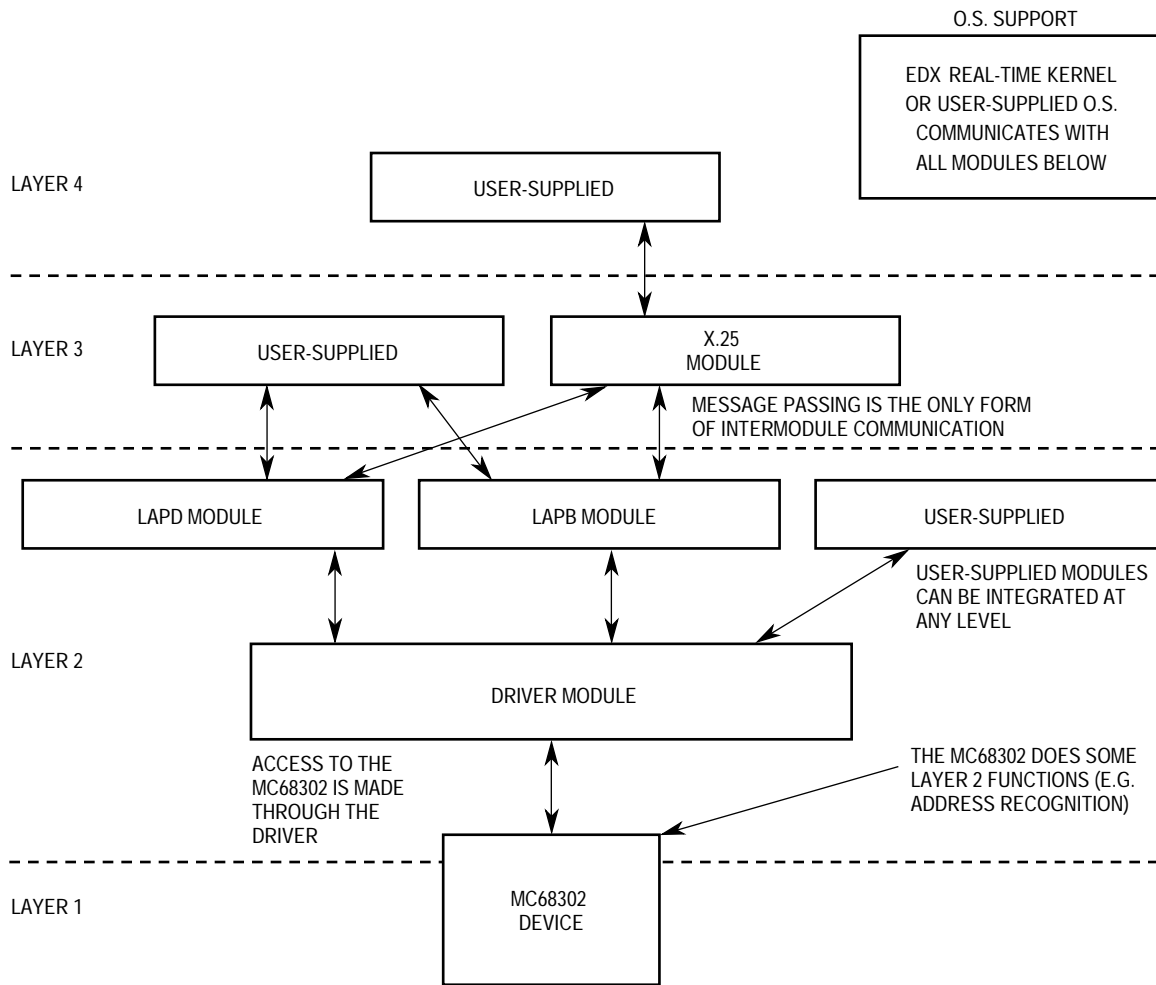 O.S. SUPPORT
EDX REAL-TIME KERNEL
OR USER-SUPPLIED O.S.
COMMUNICATES WITH
ALL MODULES BELOW
LAYER 4
USER-SUPPLIED
LAYER 3
USER-SUPPLIED
X.25
MODULE
MESSAGE PASSING IS THE ONLY FORM
OF INTERMODULE COMMUNICATION
LAPD MODULE
LAPB MODULE
USER-SUPPLIED
USER-SUPPLIED MODULES
CAN BE INTEGRATED AT
ANY LEVEL
LAYER 2
DRIVER MODULE
ACCESS TO THE
MC68302 IS MADE
THROUGH THE
DRIVER
THE MC68302 DOES SOME
LAYER 2 FUNCTIONS (E.G.
ADDRESS RECOGNITION)
LAYER 1
MC68302
DEVICE